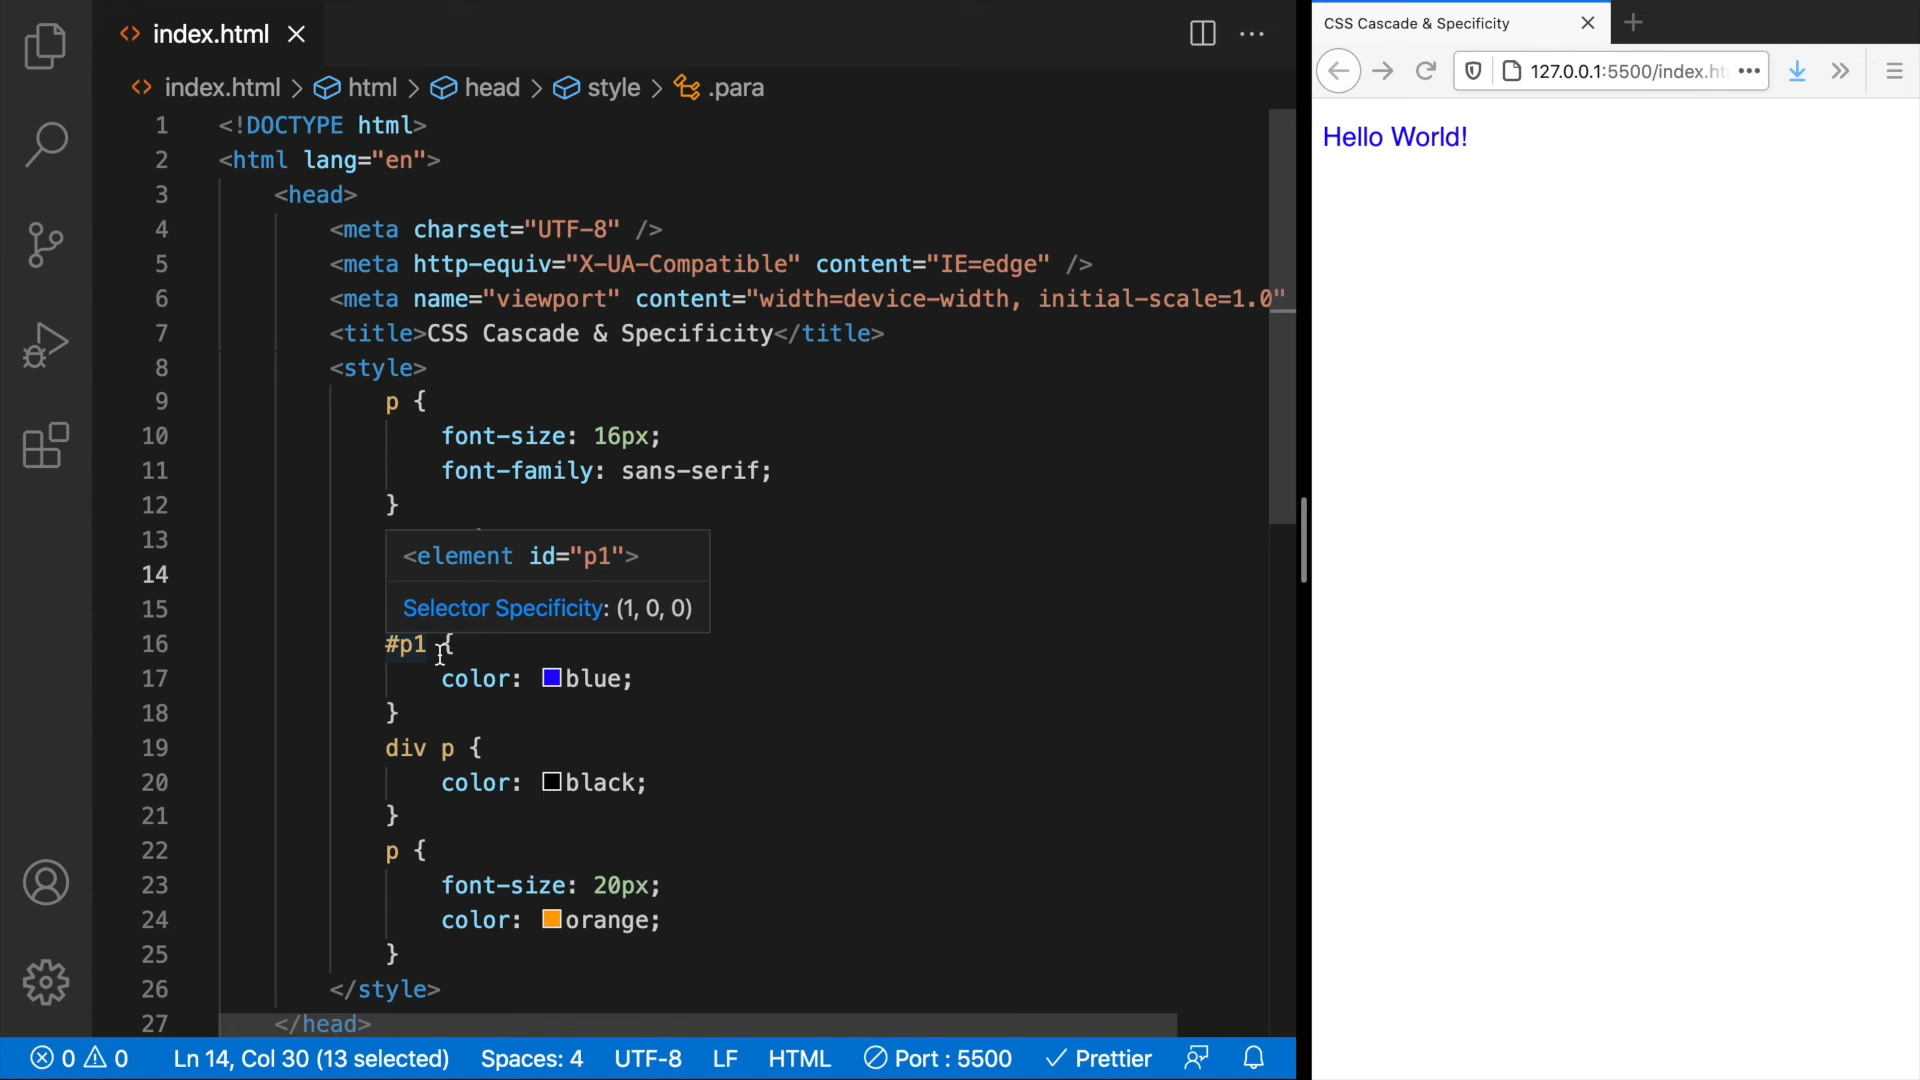 index.html
index.html > html > head > style > .para
1 <!DOCTYPE html>
2 <html lang="en">
3 <head>
4 <meta charset="UTF-8" />
5 <meta http-equiv="X-UA-Compatible" content="IE=edge" />
6 <meta name="viewport" content="width=device-width, initial-scale=1.0"
7 <title>CSS Cascade & Specificity</title>
8 <style>
9 p {
10 font-size: 16px;
11 font-family: sans-serif;
12 }
13
<element id="p1">
14
15 Selector Specificity: (1, 0, 0)
16 #p1 {
17 color: blue;
18 }
19 div p {
20 color: black;
21 }
22 p {
23 font-size: 20px;
24 color: orange;
25 }
26 </style>
27 </head>
0 0 Ln 14, Col 30 (13 selected) Spaces: 4 UTF-8 LF HTML Port : 5500 Prettier
CSS Cascade & Specificity
127.0.0.1:5500/index.ht
Hello World!